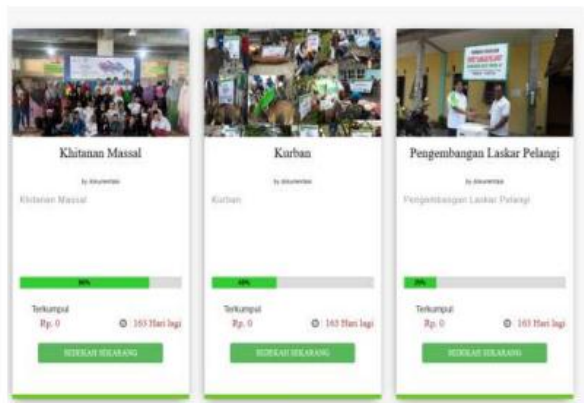 Khitanan Massal
by dokumentasi
Khitanan Massal
80%
Terkumpul
Rp. 0
163 Hari lagi
SEDEKAH SEKARANG
Kurban
by dokumentasi
Kurban
40%
Terkumpul
Rp. 0
163 Hari lagi
SEDEKAH SEKARANG
Pengembangan Laskar Pelangi
by dokumentasi
Pengembangan Laskar Pelangi
20%
Terkumpul
Rp. 0
163 Hari lagi
SEDEKAH SEKARANG